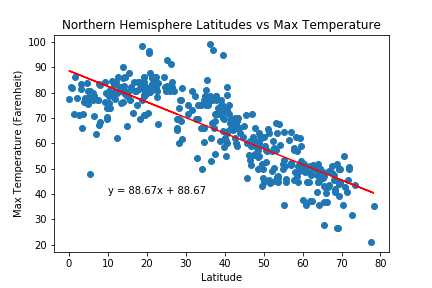 Northern Hemisphere Latitudes vs Max Temperature
Max Temperature (Farenheit)
100
90
80
70
60
50
40
30
20
y = 88.67x + 88.67
0 10 20 30 40 50 60 70 80
Latitude